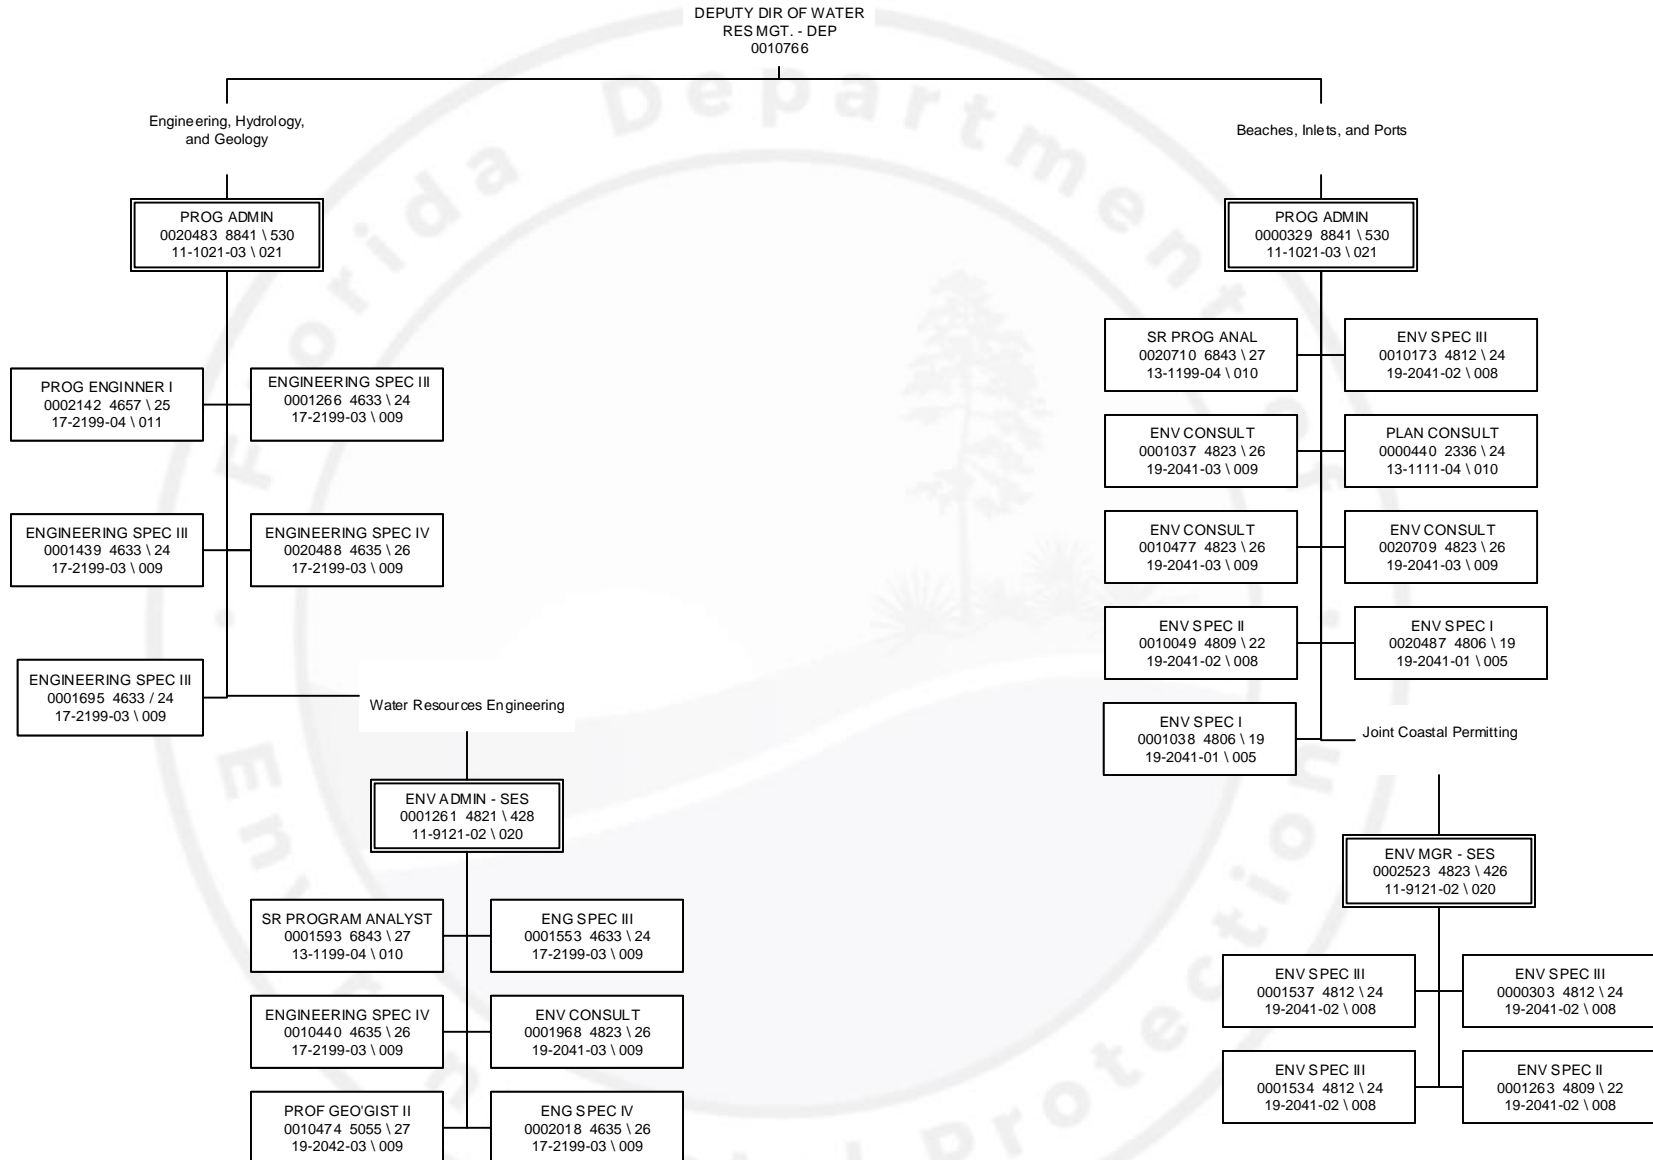 DEPUTY DIR OF WATER
RES MGT. - DEP
0010766
Engineering, Hydrology,
and Geology
PROG ADMIN
0020483 8841 \ 530
11-1021-03 \ 021
PROG ENGINNER I
0002142 4657 \ 25
17-2199-04 \ 011
ENGINEERING SPEC III
0001266 4633 \ 24
17-2199-03 \ 009
ENGINEERING SPEC III
0001439 4633 \ 24
17-2199-03 \ 009
ENGINEERING SPEC IV
0020488 4635 \ 26
17-2199-03 \ 009
ENGINEERING SPEC III
0001695 4633 / 24
17-2199-03 \ 009
Water Resources Engineering
ENV ADMIN - SES
0001261 4821 \ 428
11-9121-02 \ 020
SR PROGRAM ANALYST
0001593 6843 \ 27
13-1199-04 \ 010
ENG SPEC III
0001553 4633 \ 24
17-2199-03 \ 009
ENGINEERING SPEC IV
0010440 4635 \ 26
17-2199-03 \ 009
ENV CONSULT
0001968 4823 \ 26
19-2041-03 \ 009
PROF GEO'GIST II
0010474 5055 \ 27
19-2042-03 \ 009
ENG SPEC IV
0002018 4635 \ 26
17-2199-03 \ 009
Beaches, Inlets, and Ports
PROG ADMIN
0000329 8841 \ 530
11-1021-03 \ 021
SR PROG ANAL
0020710 6843 \ 27
13-1199-04 \ 010
ENV SPEC III
0010173 4812 \ 24
19-2041-02 \ 008
ENV CONSULT
0001037 4823 \ 26
19-2041-03 \ 009
PLAN CONSULT
0000440 2336 \ 24
13-1111-04 \ 010
ENV CONSULT
0010477 4823 \ 26
19-2041-03 \ 009
ENV CONSULT
0020709 4823 \ 26
19-2041-03 \ 009
ENV SPEC II
0010049 4809 \ 22
19-2041-02 \ 008
ENV SPEC I
0020487 4806 \ 19
19-2041-01 \ 005
ENV SPEC I
0001038 4806 \ 19
19-2041-01 \ 005
Joint Coastal Permitting
ENV MGR - SES
0002523 4823 \ 426
11-9121-02 \ 020
ENV SPEC III
0001537 4812 \ 24
19-2041-02 \ 008
ENV SPEC III
0000303 4812 \ 24
19-2041-02 \ 008
ENV SPEC III
0001534 4812 \ 24
19-2041-02 \ 008
ENV SPEC II
0001263 4809 \ 22
19-2041-02 \ 008
Florida Department of
Protection